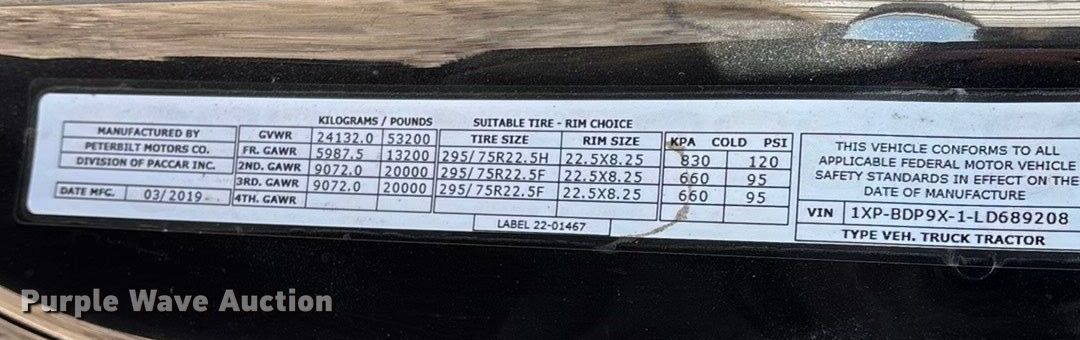 KILOGRAMS / POUNDS SUITABLE TIRE - RIM CHOICE
MANUFACTURED BY
PETERBILT MOTORS CO.
DIVISION OF PACCAR INC.
DATE MFG. 03/2019
GVWR 24132.0 53200 TIRE SIZE RIM SIZE KPA COLD PSI
FR. GAWR 5987.5 13200 295/75R22.5H 22.5X8.25 830 120
2ND. GAWR 9072.0 20000 295/75R22.5F 22.5X8.25 660 95
3RD. GAWR 9072.0 20000 295/75R22.5F 22.5X8.25 660 95
4TH. GAWR
LABEL 22-01467
THIS VEHICLE CONFORMS TO ALL
APPLICABLE FEDERAL MOTOR VEHICLE
SAFETY STANDARDS IN EFFECT ON THE
DATE OF MANUFACTURE
VIN 1XP-BDP9X-1-LD689208
TYPE VEH. TRUCK TRACTOR
Purple Wave Auction